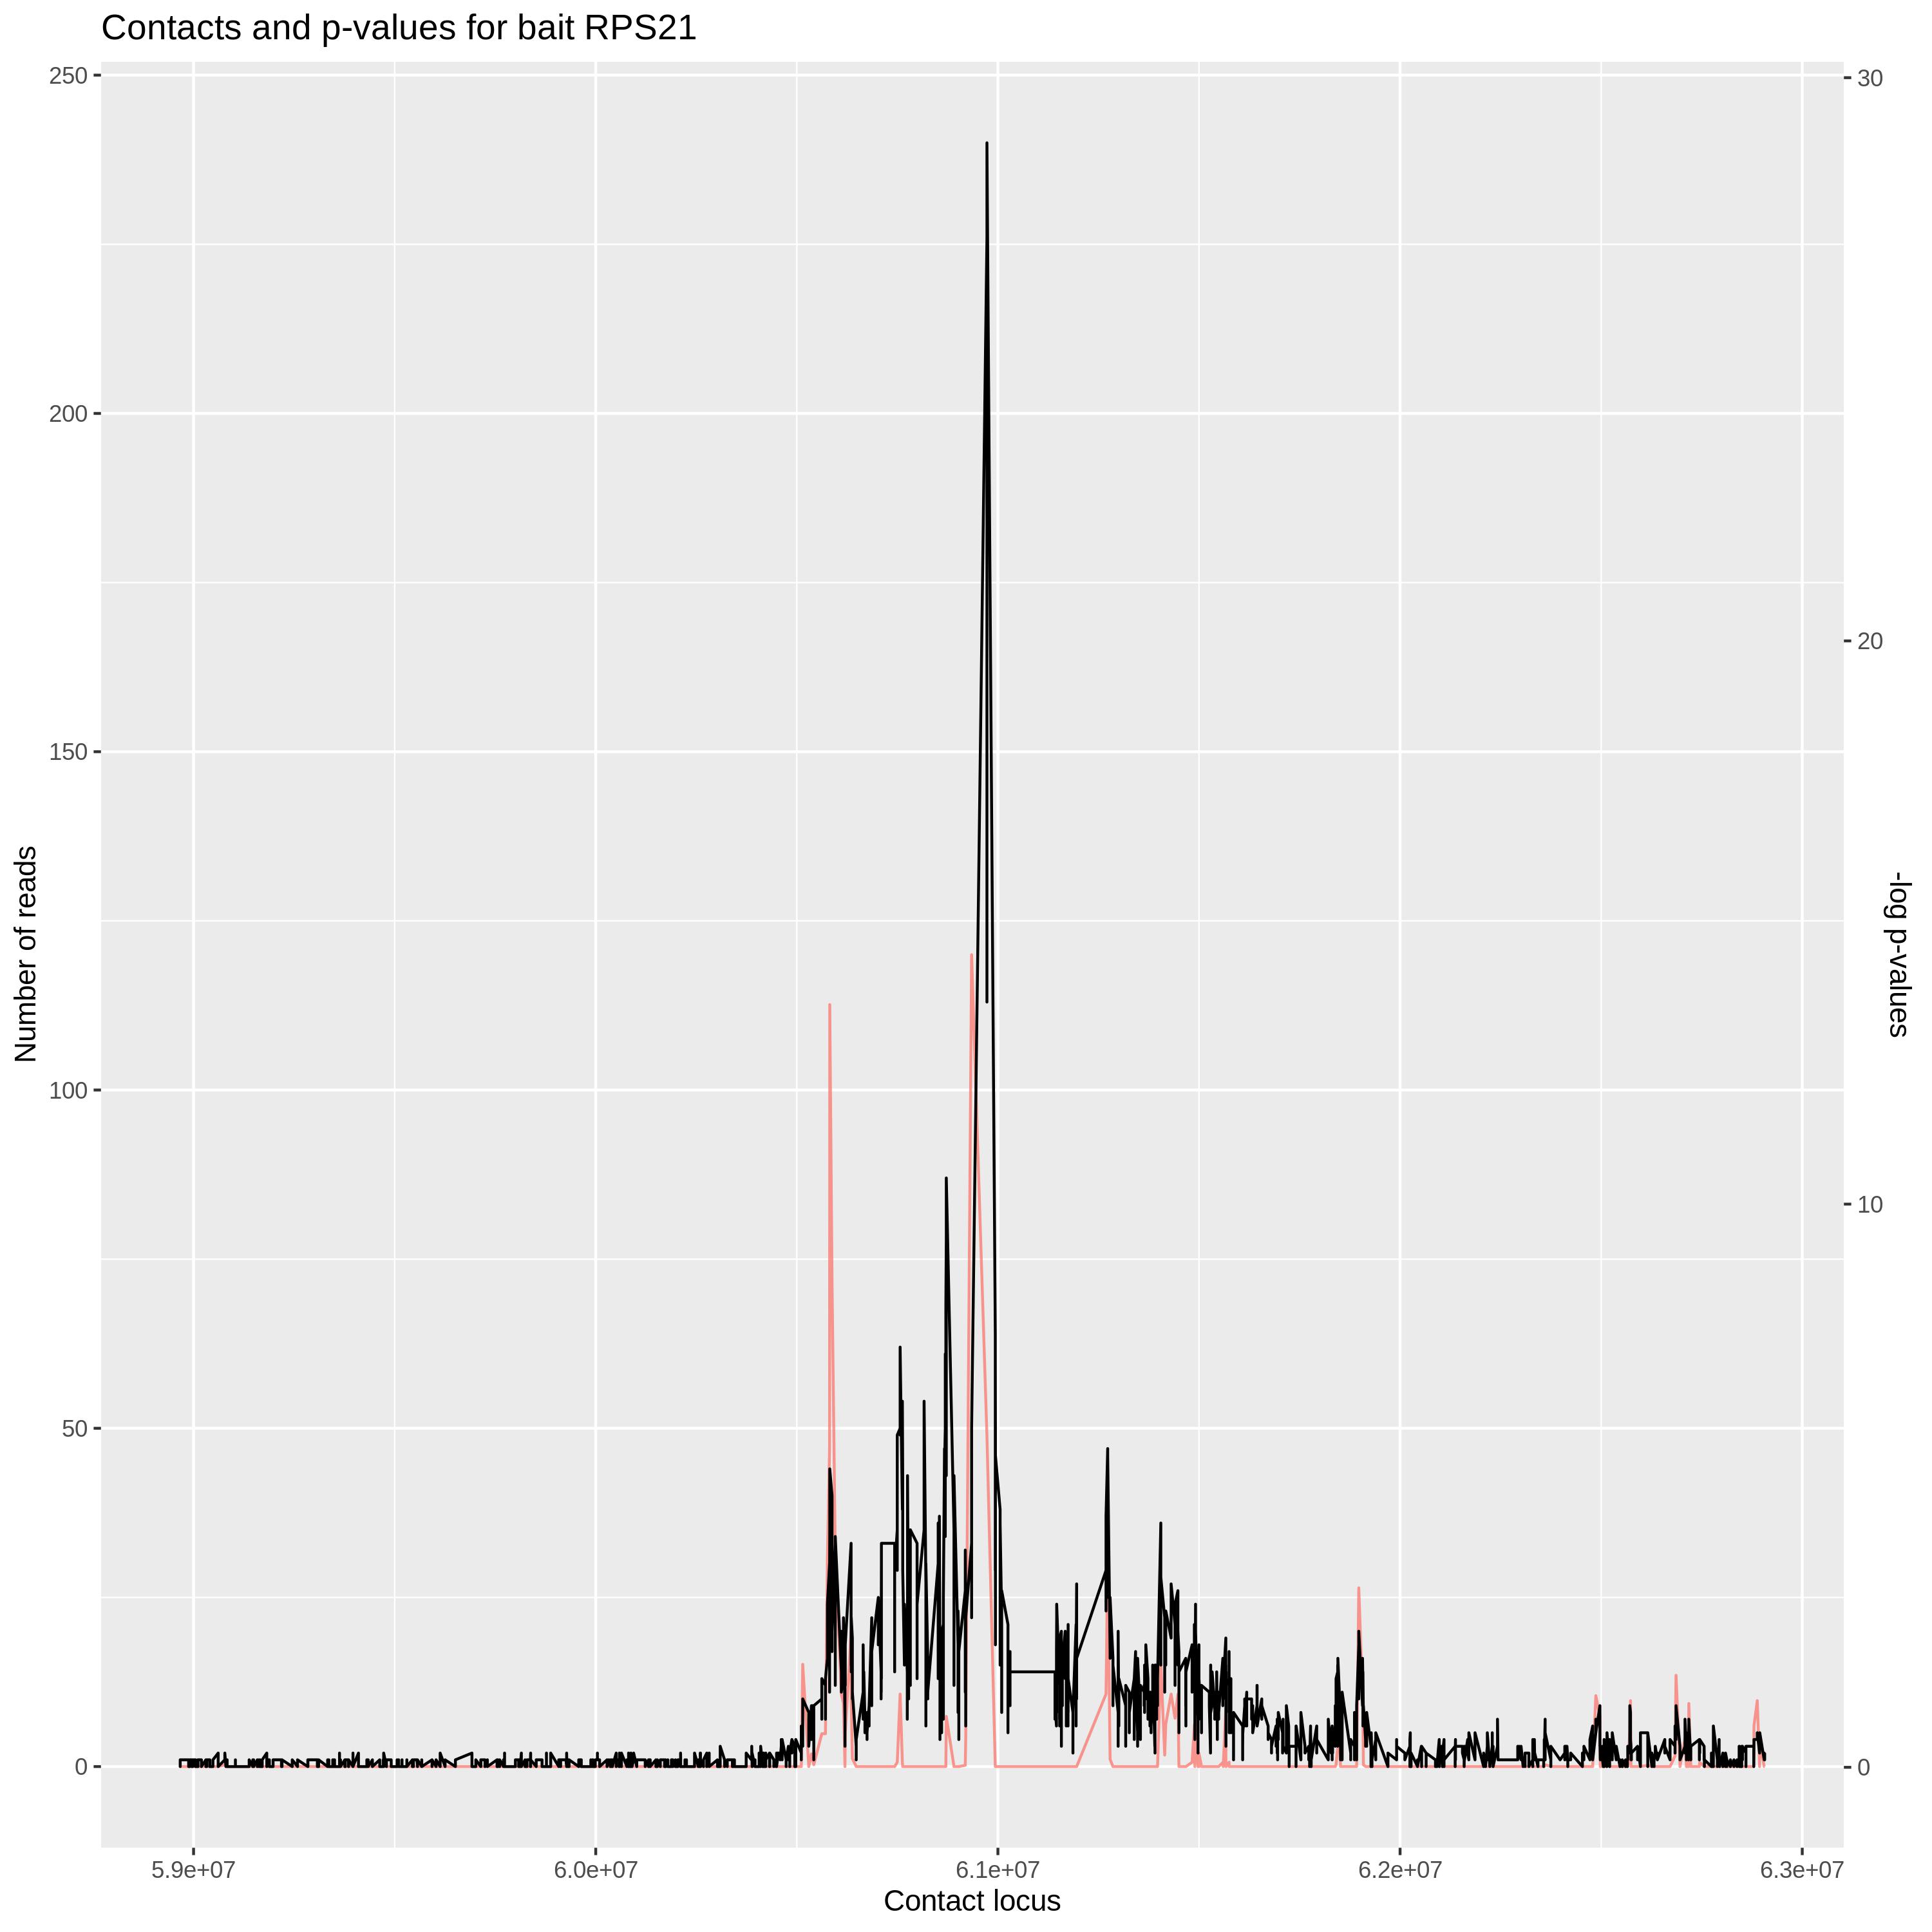 Contacts and p-values for bait RPS21
250
200
150
100
50
0
Number of reads
30
20
10
0
-log p-values
5.9e+07
6.0e+07
6.1e+07
6.2e+07
6.3e+07
Contact locus